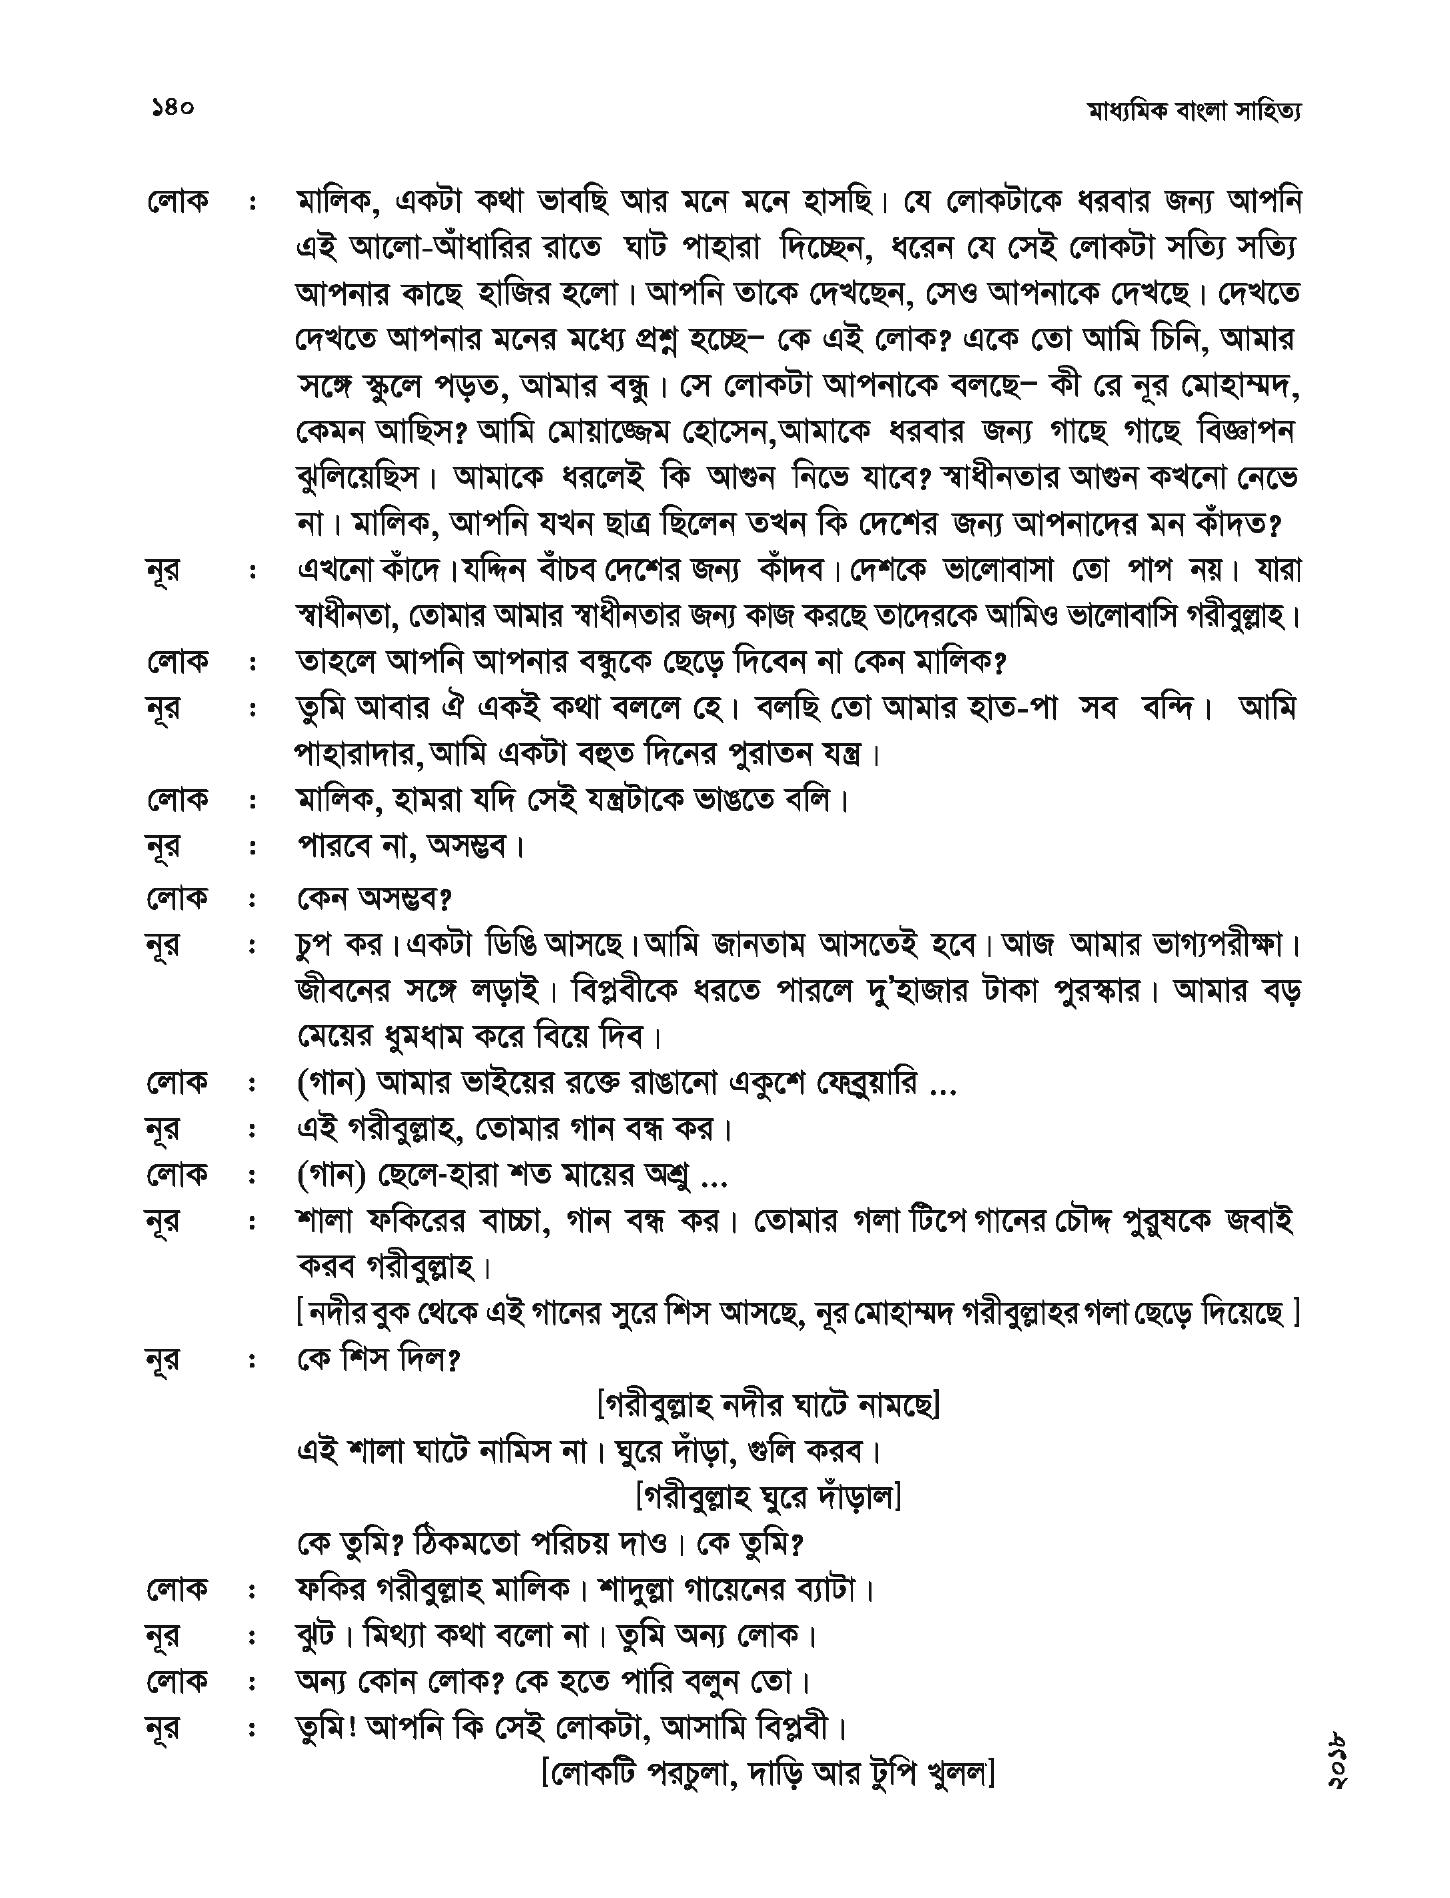 ১৪০ মাধ্যমিক বাংলা সাহিত্য
লোক : মালিক, একটা কথা ভাবছি আর মনে মনে হাসছি। যে লোকটাকে ধরবার জন্য আপনি
এই আলো-আঁধারির রাতে ঘাট পাহারা দিচ্ছেন, ধরেন যে সেই লোকটা সত্যি সত্যি
আপনার কাছে হাজির হলো। আপনি তাকে দেখছেন, সেও আপনাকে দেখছে। দেখতে
দেখতে আপনার মনের মধ্যে প্রশ্ন হচ্ছে– কে এই লোক? একে তো আমি চিনি, আমার
সঙ্গে স্কুলে পড়ত, আমার বন্ধু। সে লোকটা আপনাকে বলছে– কী রে নূর মোহাম্মদ,
কেমন আছিস? আমি মোয়াজ্জেম হোসেন,আমাকে ধরবার জন্য গাছে গাছে বিজ্ঞাপন
ঝুলিয়েছিস। আমাকে ধরলেই কি আগুন নিভে যাবে? স্বাধীনতার আগুন কখনো নেভে
না। মালিক, আপনি যখন ছাত্র ছিলেন তখন কি দেশের জন্য আপনাদের মন কাঁদত?
নূর : এখনো কাঁদে। যদ্দিন বাঁচব দেশের জন্য কাঁদব। দেশকে ভালোবাসা তো পাপ নয়। যারা
স্বাধীনতা, তোমার আমার স্বাধীনতার জন্য কাজ করছে তাদেরকে আমিও ভালোবাসি গরীবুল্লাহ।
লোক : তাহলে আপনি আপনার বন্ধুকে ছেড়ে দিবেন না কেন মালিক?
নূর : তুমি আবার ঐ একই কথা বললে হে। বলছি তো আমার হাত-পা সব বন্দি। আমি
পাহারাদার, আমি একটা বহুত দিনের পুরাতন যন্ত্র।
লোক : মালিক, হামরা যদি সেই যন্ত্রটাকে ভাঙতে বলি।
নূর : পারবে না, অসম্ভব।
লোক : কেন অসম্ভব?
নূর : চুপ কর। একটা ডিঙি আসছে। আমি জানতাম আসতেই হবে। আজ আমার ভাগ্যপরীক্ষা।
জীবনের সঙ্গে লড়াই। বিপ্লবীকে ধরতে পারলে দু’হাজার টাকা পুরস্কার। আমার বড়
মেয়ের ধুমধাম করে বিয়ে দিব।
লোক : (গান) আমার ভাইয়ের রক্তে রাঙানো একুশে ফেব্রুয়ারি ...
নূর : এই গরীবুল্লাহ, তোমার গান বন্ধ কর।
লোক : (গান) ছেলে-হারা শত মায়ের অশ্রু ...
নূর : শালা ফকিরের বাচ্চা, গান বন্ধ কর। তোমার গলা টিপে গানের চৌদ্দ পুরুষকে জবাই
করব গরীবুল্লাহ।
[ নদীর বুক থেকে এই গানের সুরে শিস আসছে, নূর মোহাম্মদ গরীবুল্লাহর গলা ছেড়ে দিয়েছে ]
নূর : কে শিস দিল?
[গরীবুল্লাহ নদীর ঘাটে নামছে]
এই শালা ঘাটে নামিস না। ঘুরে দাঁড়া, গুলি করব।
[গরীবুল্লাহ ঘুরে দাঁড়াল]
কে তুমি? ঠিকমতো পরিচয় দাও। কে তুমি?
লোক : ফকির গরীবুল্লাহ মালিক। শাদুল্লা গায়েনের ব্যাটা।
নূর : ঝুট। মিথ্যা কথা বলো না। তুমি অন্য লোক।
লোক : অন্য কোন লোক? কে হতে পারি বলুন তো।
নূর : তুমি! আপনি কি সেই লোকটা, আসামি বিপ্লবী।
[লোকটি পরচুলা, দাড়ি আর টুপি খুলল]
২০১৮